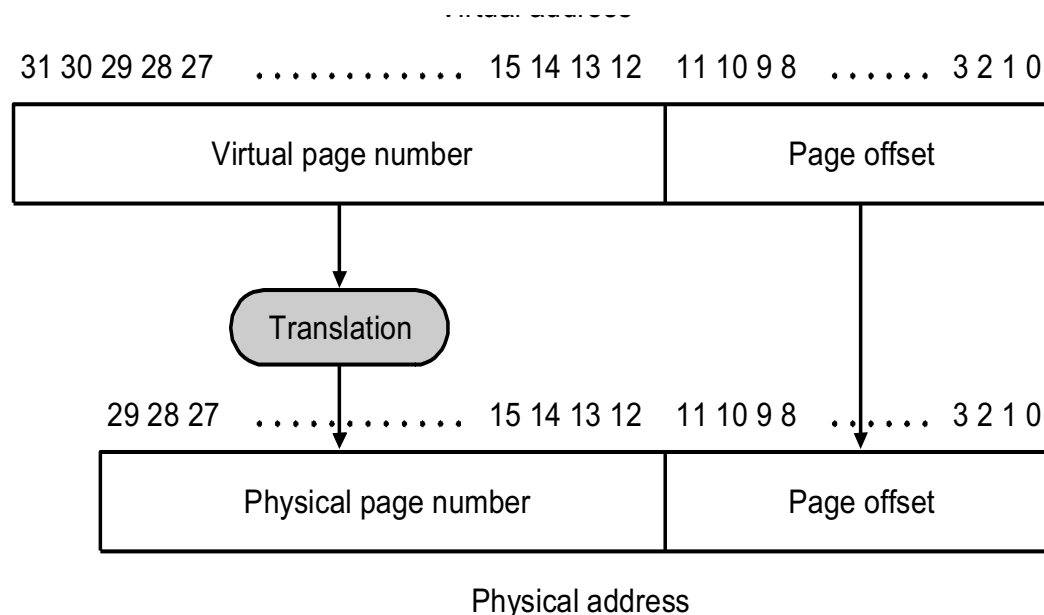 Virtual address
31 30 29 28 27 ............ 15 14 13 12 11 10 9 8 ...... 3 2 1 0
Virtual page number Page offset
Translation
29 28 27 ............ 15 14 13 12 11 10 9 8 ...... 3 2 1 0
Physical page number Page offset
Physical address